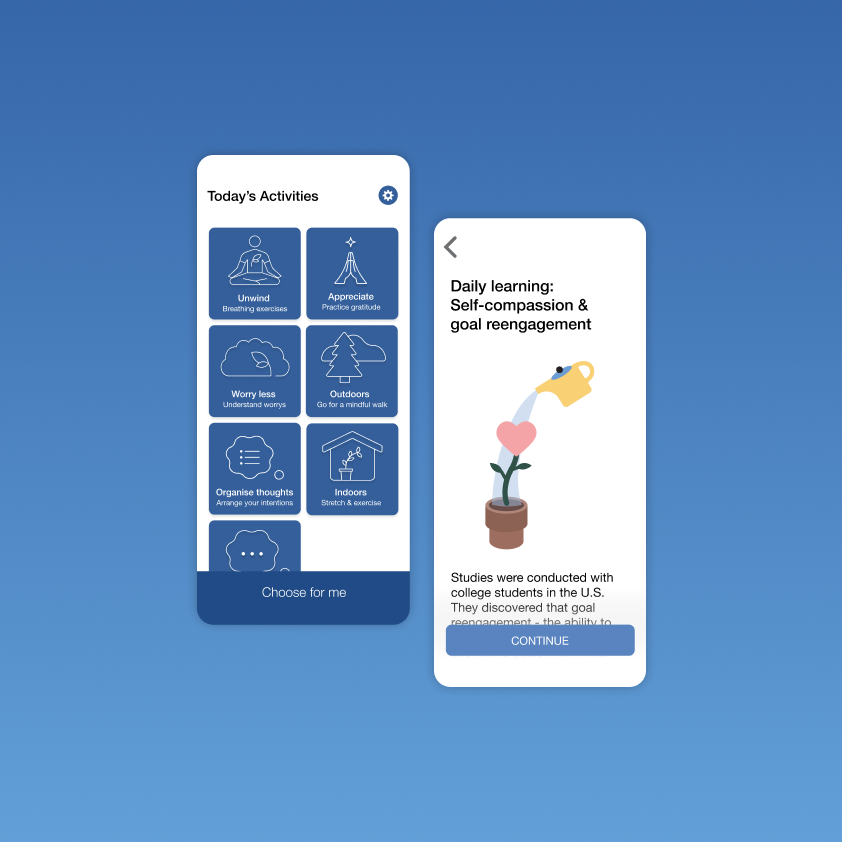 Today’s Activities
Unwind
Breathing exercises
Appreciate
Practice gratitude
Worry less
Understand worrys
Outdoors
Go for a mindful walk
Organise thoughts
Arrange your intentions
Indoors
Stretch & exercise
Choose for me
Daily learning:
Self-compassion &
goal reengagement
Studies were conducted with
college students in the U.S.
They discovered that goal
reengagement - the ability to
CONTINUE